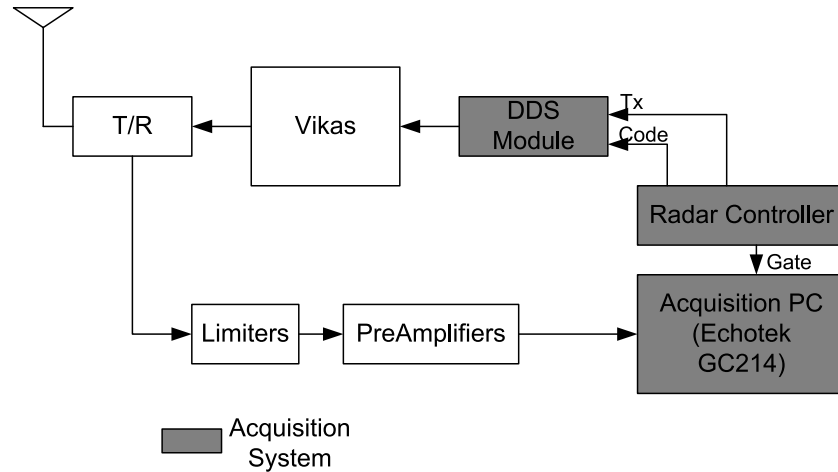 T/R
Vikas
DDS
Module
Tx
Code
Radar Controller
Gate
Limiters
PreAmplifiers
Acquisition PC
(Echotek
GC214)
Acquisition
System